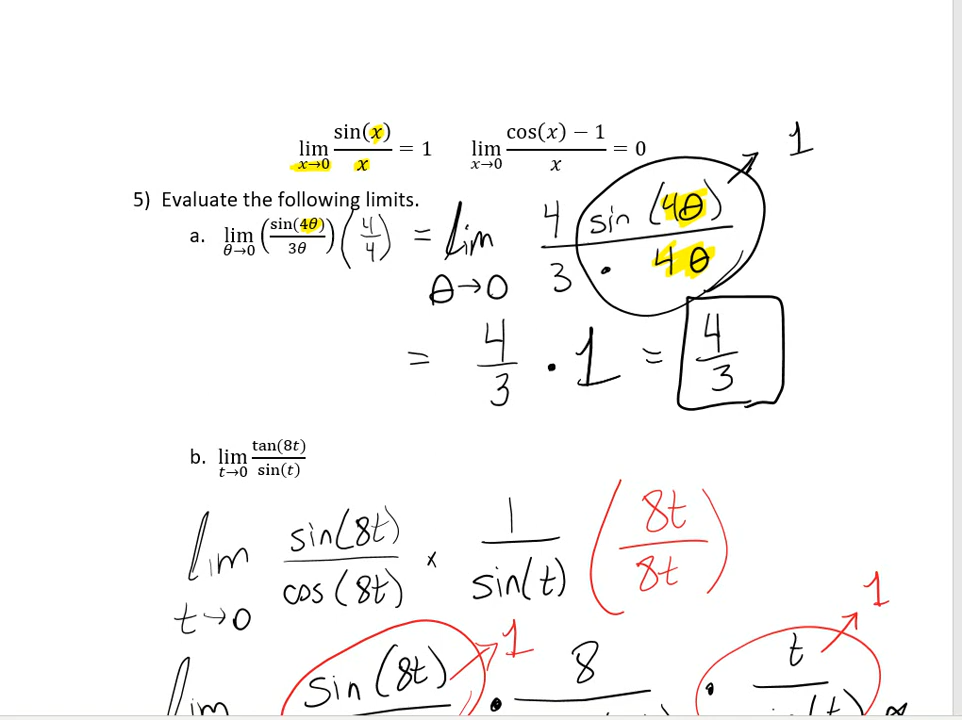 lim x→0 sin(x)/x = 1 lim x→0 (cos(x) − 1)/x = 0
5) Evaluate the following limits.
a. lim θ→0 (sin(4θ)/3θ) (4/4) = lim θ→0 4/3 · sin(4θ)/4θ → 1
= 4/3 · 1 = 4/3
b. lim t→0 tan(8t)/sin(t)
lim t→0 sin(8t)/cos(8t) × 1/sin(t) (8t/8t)
lim sin(8t) → 1 · 8 · t → 1